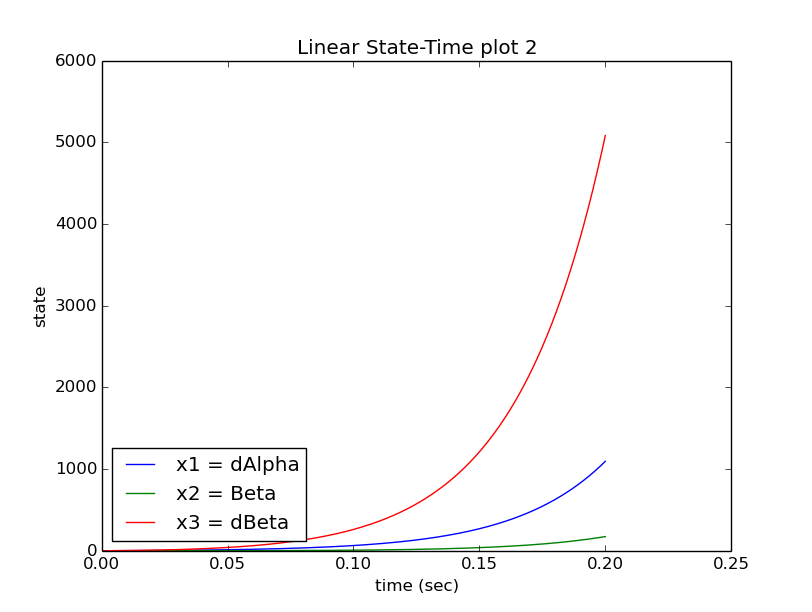 Linear State-Time plot 2
6000
5000
4000
3000
2000
1000
0
state
x1 = dAlpha
x2 = Beta
x3 = dBeta
0.00 0.05 0.10 0.15 0.20 0.25
time (sec)